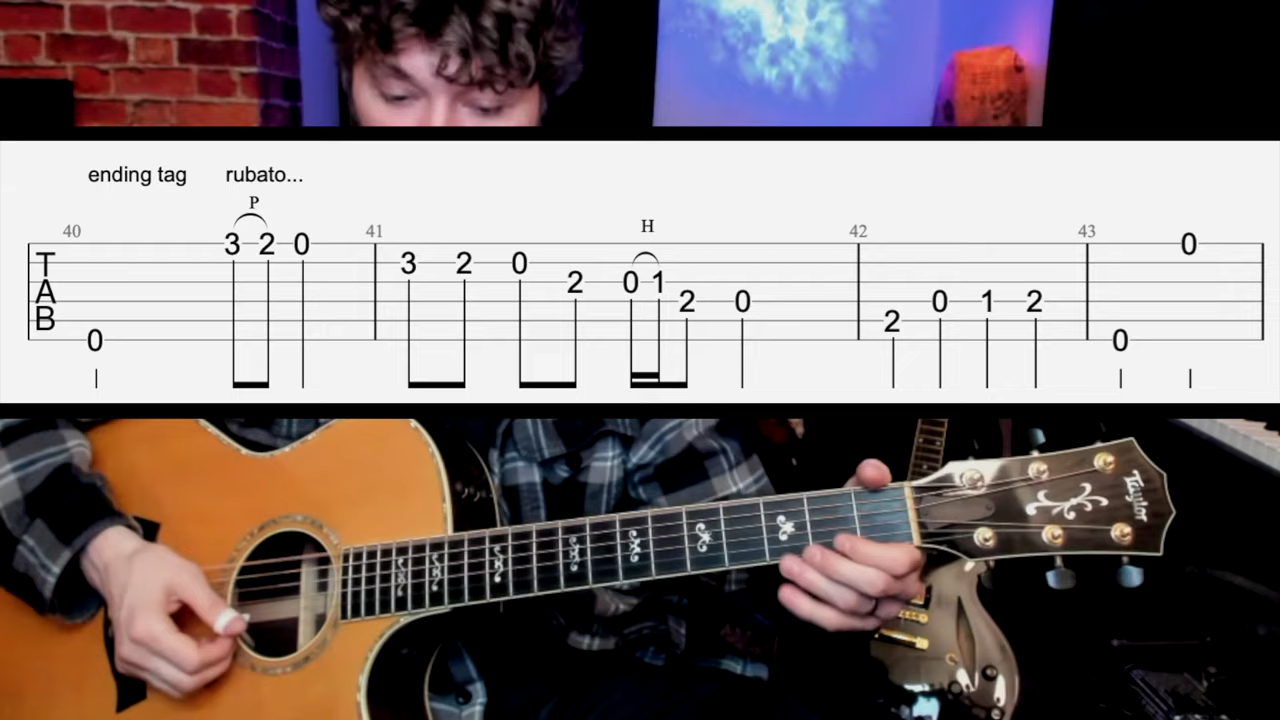 ending tag rubato...
P
H
40 41 42 43
3 2 0 0
T 3 2 0
A 2 0 1
2 0 0 1 2
B 2
0 0
Taylor